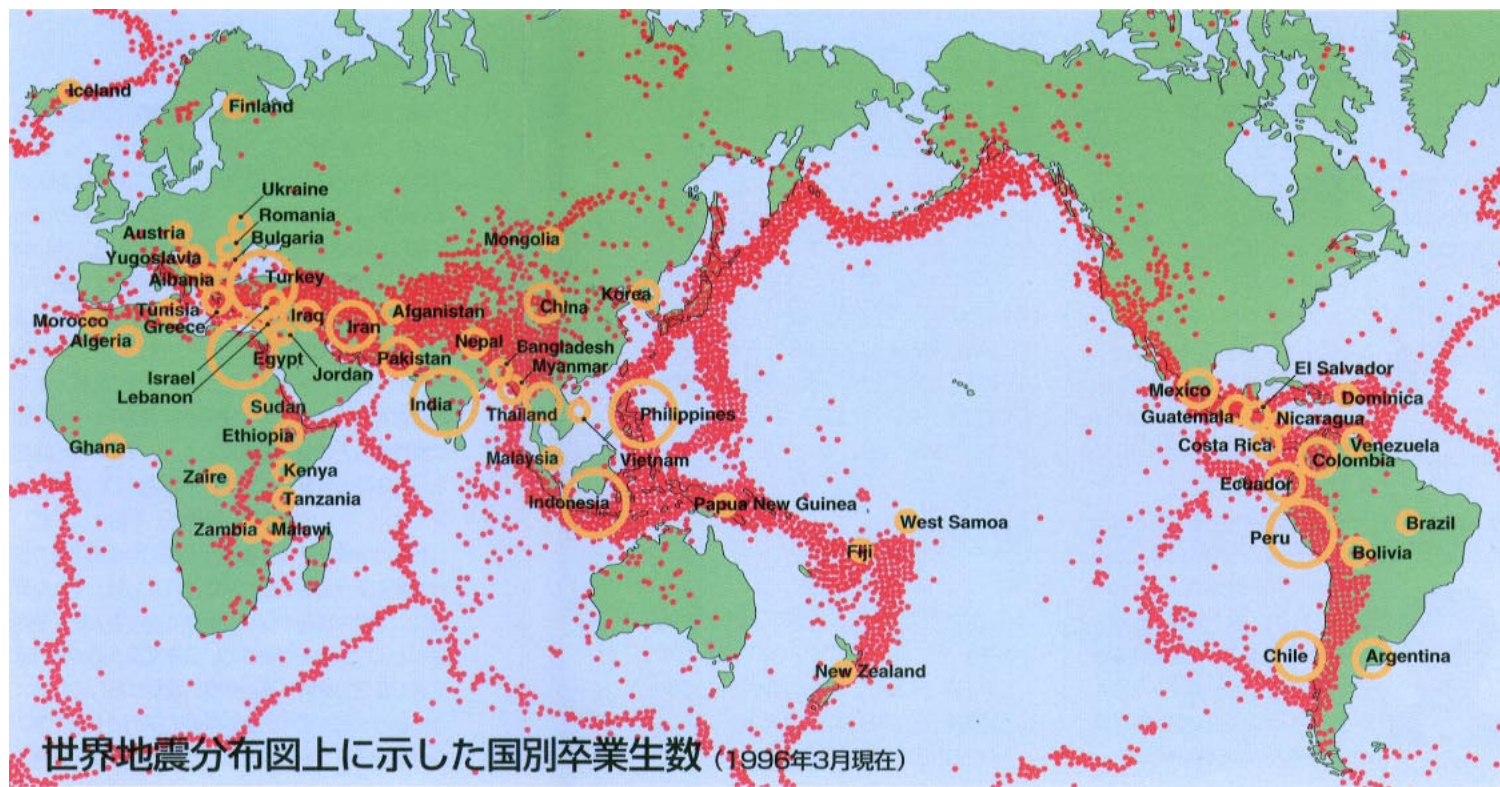 Iceland
Finland
Ukraine
Romania
Austria
Bulgaria
Mongolia
Yugoslavia
Albania
Turkey
Korea
China
Tunisia
Iraq
Afganistan
Morocco
Greece
Iran
Algeria
Nepal
Bangladesh
Egypt
Pakistan
Myanmar
Israel
Jordan
El Salvador
Lebanon
Mexico
Dominica
Sudan
India
Thailand
Philippines
Guatemala
Nicaragua
Ethiopia
Ghana
Costa Rica
Venezuela
Malaysia
Vietnam
Colombia
Zaire
Kenya
Ecuador
Tanzania
Indonesia
Papua New Guinea
West Samoa
Brazil
Zambia
Malawi
Peru
Fiji
Bolivia
Chile
Argentina
New Zealand
世界地震分布図上に示した国別卒業生数（1996年3月現在）